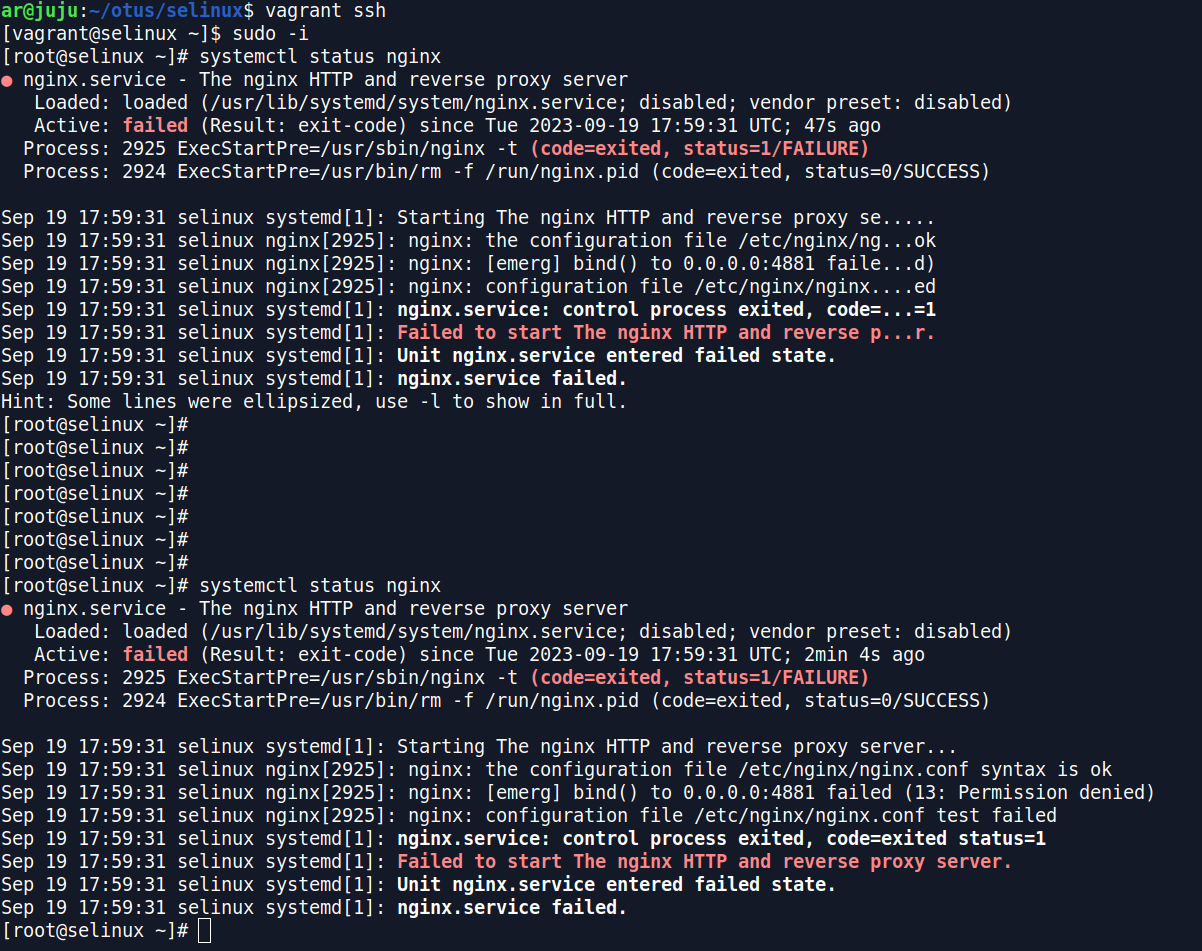 ar@juju:~/otus/selinux$ vagrant ssh
[vagrant@selinux ~]$ sudo -i
[root@selinux ~]# systemctl status nginx
● nginx.service - The nginx HTTP and reverse proxy server
   Loaded: loaded (/usr/lib/systemd/system/nginx.service; disabled; vendor preset: disabled)
   Active: failed (Result: exit-code) since Tue 2023-09-19 17:59:31 UTC; 47s ago
  Process: 2925 ExecStartPre=/usr/sbin/nginx -t (code=exited, status=1/FAILURE)
  Process: 2924 ExecStartPre=/usr/bin/rm -f /run/nginx.pid (code=exited, status=0/SUCCESS)

Sep 19 17:59:31 selinux systemd[1]: Starting The nginx HTTP and reverse proxy se.....
Sep 19 17:59:31 selinux nginx[2925]: nginx: the configuration file /etc/nginx/ng...ok
Sep 19 17:59:31 selinux nginx[2925]: nginx: [emerg] bind() to 0.0.0.0:4881 faile...d)
Sep 19 17:59:31 selinux nginx[2925]: nginx: configuration file /etc/nginx/nginx....ed
Sep 19 17:59:31 selinux systemd[1]: nginx.service: control process exited, code=...=1
Sep 19 17:59:31 selinux systemd[1]: Failed to start The nginx HTTP and reverse p...r.
Sep 19 17:59:31 selinux systemd[1]: Unit nginx.service entered failed state.
Sep 19 17:59:31 selinux systemd[1]: nginx.service failed.
Hint: Some lines were ellipsized, use -l to show in full.
[root@selinux ~]#
[root@selinux ~]#
[root@selinux ~]#
[root@selinux ~]#
[root@selinux ~]#
[root@selinux ~]#
[root@selinux ~]#
[root@selinux ~]# systemctl status nginx
● nginx.service - The nginx HTTP and reverse proxy server
   Loaded: loaded (/usr/lib/systemd/system/nginx.service; disabled; vendor preset: disabled)
   Active: failed (Result: exit-code) since Tue 2023-09-19 17:59:31 UTC; 2min 4s ago
  Process: 2925 ExecStartPre=/usr/sbin/nginx -t (code=exited, status=1/FAILURE)
  Process: 2924 ExecStartPre=/usr/bin/rm -f /run/nginx.pid (code=exited, status=0/SUCCESS)

Sep 19 17:59:31 selinux systemd[1]: Starting The nginx HTTP and reverse proxy server...
Sep 19 17:59:31 selinux nginx[2925]: nginx: the configuration file /etc/nginx/nginx.conf syntax is ok
Sep 19 17:59:31 selinux nginx[2925]: nginx: [emerg] bind() to 0.0.0.0:4881 failed (13: Permission denied)
Sep 19 17:59:31 selinux nginx[2925]: nginx: configuration file /etc/nginx/nginx.conf test failed
Sep 19 17:59:31 selinux systemd[1]: nginx.service: control process exited, code=exited status=1
Sep 19 17:59:31 selinux systemd[1]: Failed to start The nginx HTTP and reverse proxy server.
Sep 19 17:59:31 selinux systemd[1]: Unit nginx.service entered failed state.
Sep 19 17:59:31 selinux systemd[1]: nginx.service failed.
[root@selinux ~]#